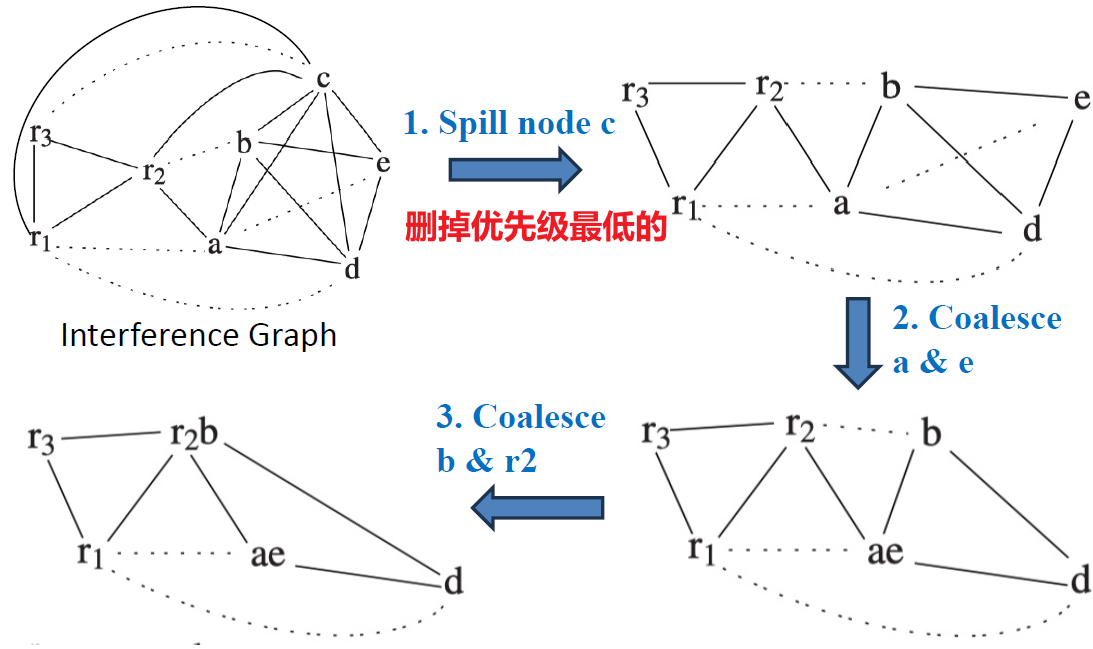 c
r3
b
r2
e
r1
a
d
Interference Graph
1. Spill node c
删掉优先级最低的
r3
r2
b
e
r1
a
d
2. Coalesce
a & e
r3
r2
b
r1
ae
d
3. Coalesce
b & r2
r3
r2b
r1
ae
d